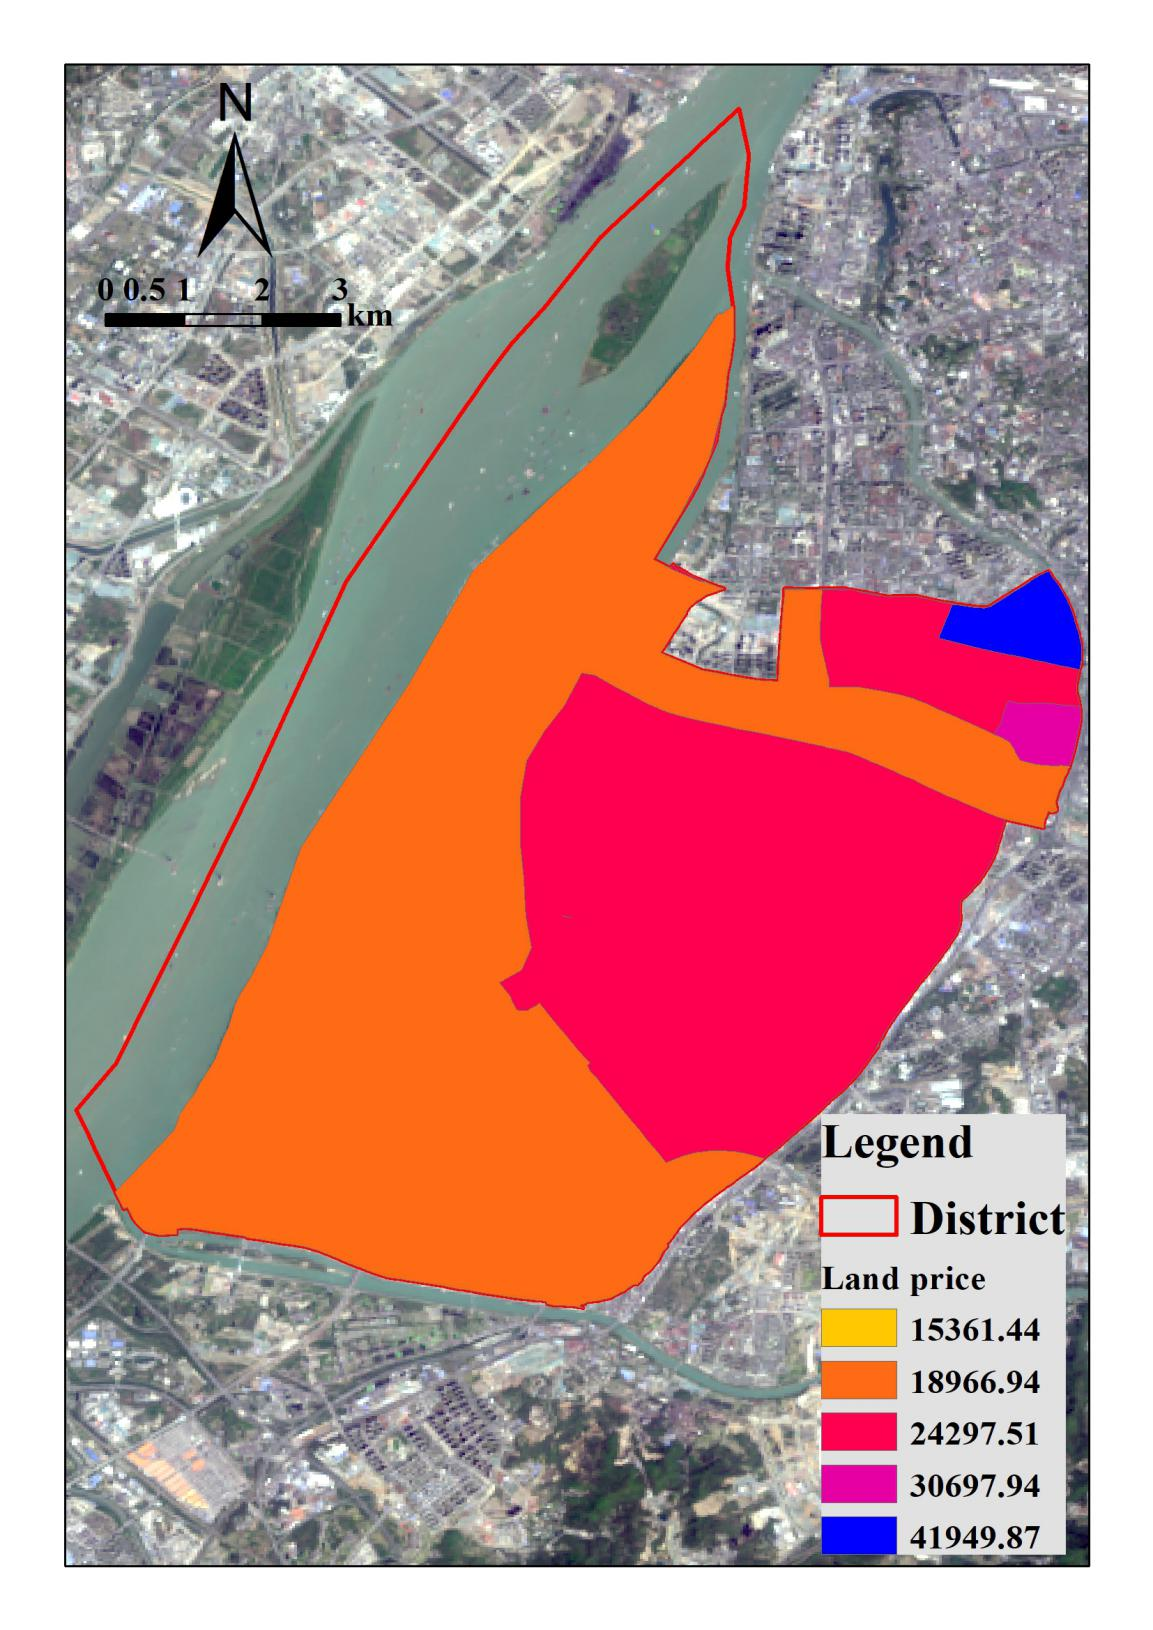 N
0 0.5 1 2 3
km
Legend
District
Land price
15361.44
18966.94
24297.51
30697.94
41949.87